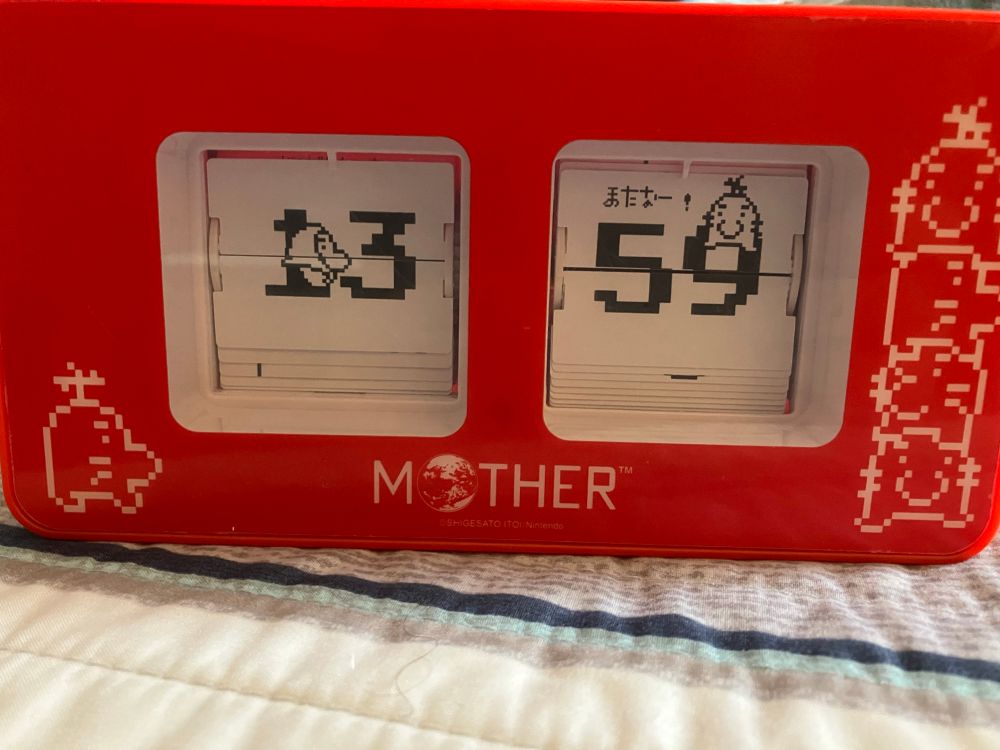 またなー！
13
59
MOTHER™
©SHIGESATO ITOI/Nintendo